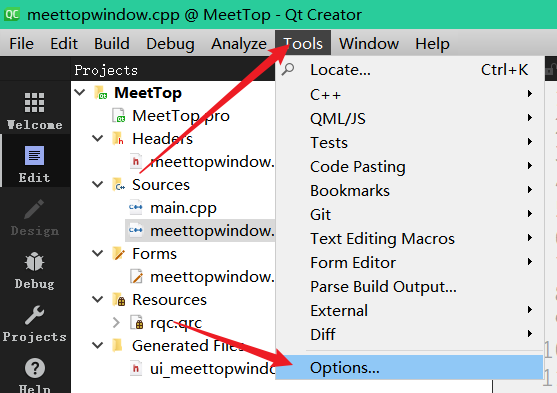 QC meettopwindow.cpp @ MeetTop - Qt Creator
File Edit Build Debug Analyze Tools Window Help
Projects
Locate... Ctrl+K
MeetTop
C++
MeetTop.pro
QML/JS
Welcome
Headers
Tests
meettopwindow.
Code Pasting
Edit
Sources
Bookmarks
main.cpp
Git
Design
meettopwindow.
Text Editing Macros
Forms
Form Editor
Debug
meettopwindow.
Parse Build Output...
Resources
External
Projects
rqc.qrc
Diff
Generated Files
Options...
ui_meettopwindo
Help